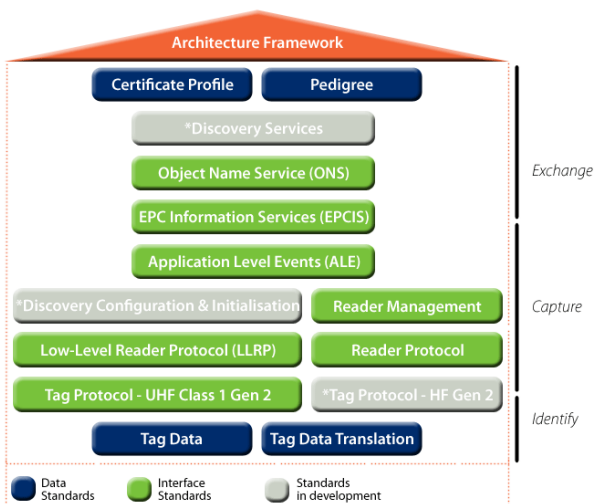 Architecture Framework
Certificate Profile
Pedigree
*Discovery Services
Object Name Service (ONS)
Exchange
EPC Information Services (EPCIS)
Application Level Events (ALE)
*Discovery Configuration & Initialisation
Reader Management
Capture
Low-Level Reader Protocol (LLRP)
Reader Protocol
Tag Protocol - UHF Class 1 Gen 2
*Tag Protocol - HF Gen 2
Identify
Tag Data
Tag Data Translation
Data
Standards
Interface
Standards
Standards
in development